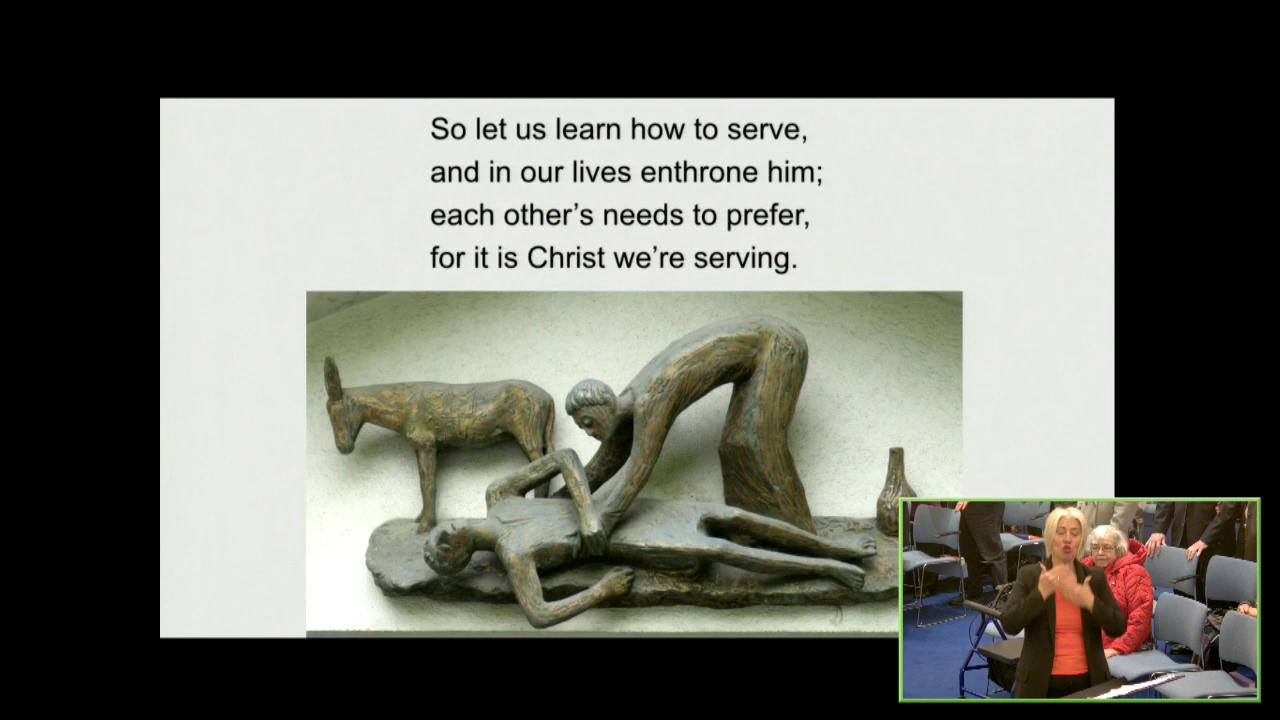 So let us learn how to serve,
and in our lives enthrone him;
each other’s needs to prefer,
for it is Christ we’re serving.